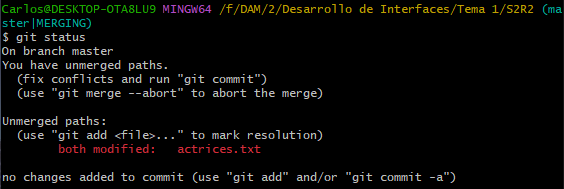 Carlos@DESKTOP-OTA8LU9 MINGW64 /f/DAM/2/Desarrollo de Interfaces/Tema 1/S2R2 (ma
ster|MERGING)
$ git status
On branch master
You have unmerged paths.
  (fix conflicts and run "git commit")
  (use "git merge --abort" to abort the merge)

Unmerged paths:
  (use "git add <file>..." to mark resolution)
        both modified:   actrices.txt

no changes added to commit (use "git add" and/or "git commit -a")